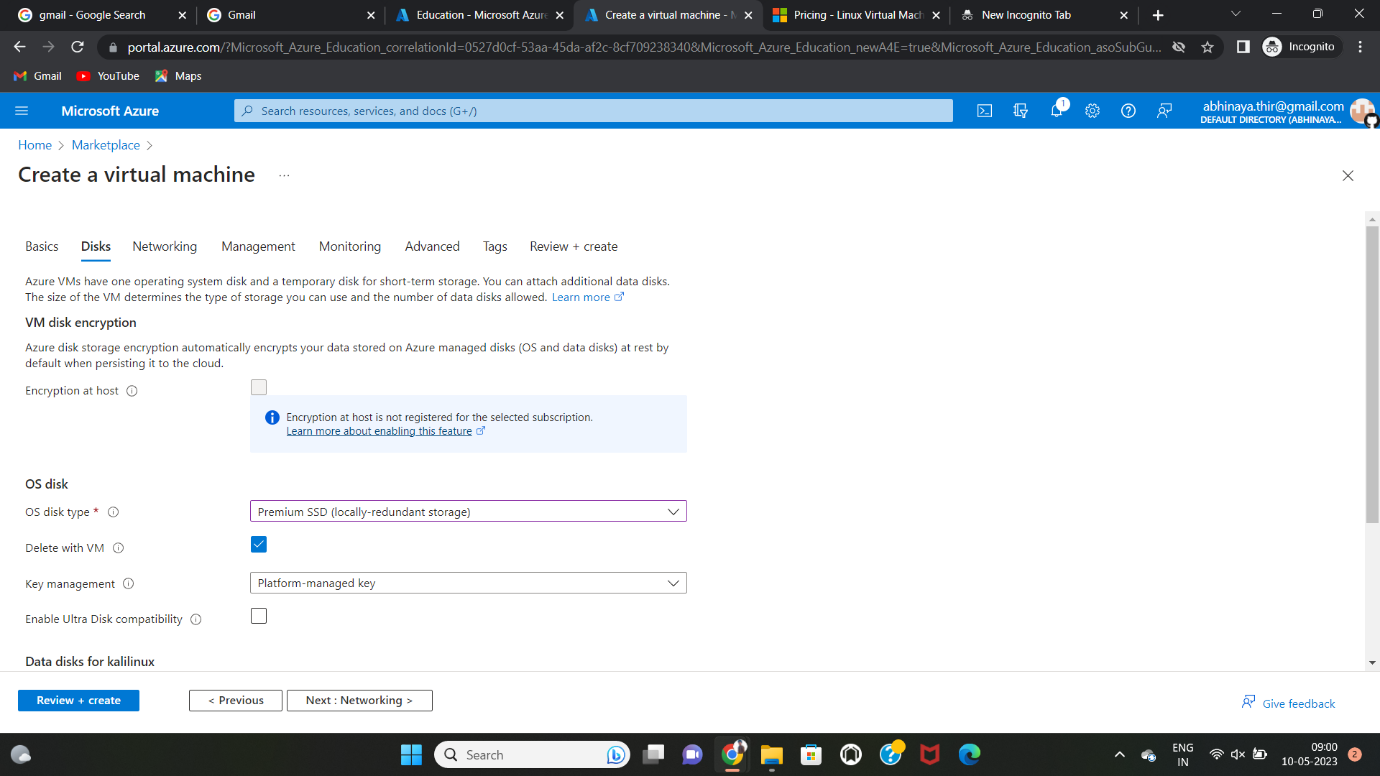 gmail - Google Search
Gmail
Education - Microsoft Azure
Create a virtual machine - M
Pricing - Linux Virtual Mach
New Incognito Tab
portal.azure.com/?Microsoft_Azure_Education_correlationId=0527d0cf-53aa-45da-af2c-8cf709238340&Microsoft_Azure_Education_newA4E=true&Microsoft_Azure_Education_asoSubGu...
Incognito
Gmail
YouTube
Maps
Microsoft Azure
Search resources, services, and docs (G+/)
1
abhinaya.thir@gmail.com
DEFAULT DIRECTORY (ABHINAYA...
Home > Marketplace >
Create a virtual machine ...
Basics Disks Networking Management Monitoring Advanced Tags Review + create
Azure VMs have one operating system disk and a temporary disk for short-term storage. You can attach additional data disks.
The size of the VM determines the type of storage you can use and the number of data disks allowed. Learn more
VM disk encryption
Azure disk storage encryption automatically encrypts your data stored on Azure managed disks (OS and data disks) at rest by
default when persisting it to the cloud.
Encryption at host
Encryption at host is not registered for the selected subscription.
Learn more about enabling this feature
OS disk
OS disk type * Premium SSD (locally-redundant storage)
Delete with VM
Key management Platform-managed key
Enable Ultra Disk compatibility
Data disks for kalilinux
Review + create < Previous Next : Networking > Give feedback
Search
ENG
IN
09:00
10-05-2023
2